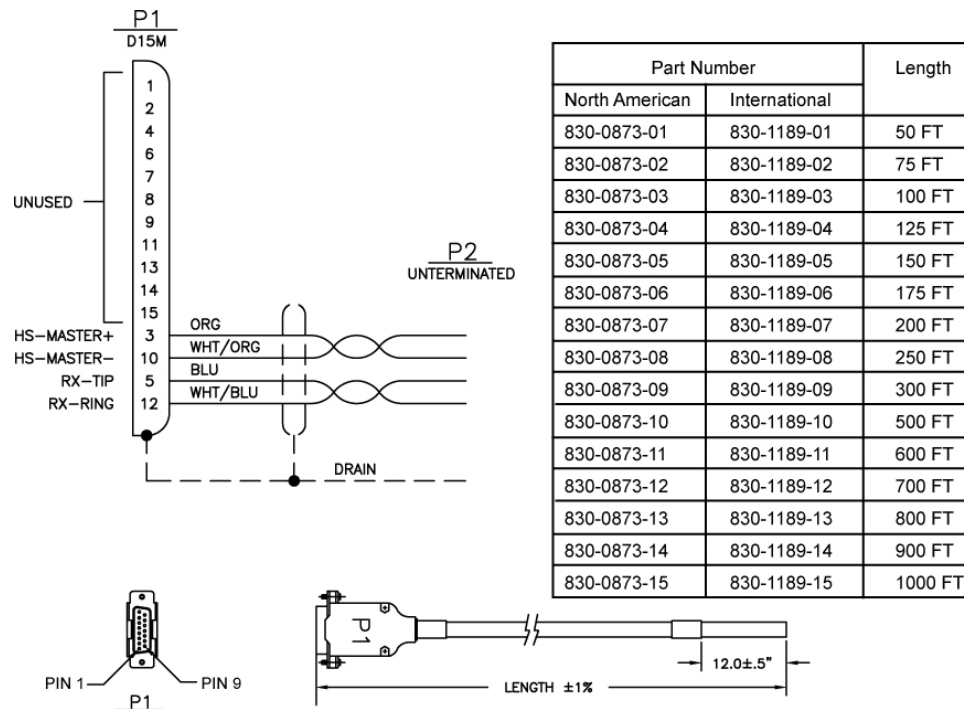 P1
D15M
1
2
4
6
7
8
9
11
13
14
15
UNUSED
HS-MASTER+ 3 ORG
HS-MASTER- 10 WHT/ORG
RX-TIP 5 BLU
RX-RING 12 WHT/BLU
DRAIN
P2
UNTERMINATED
Part Number Length
North American International
830-0873-01 830-1189-01 50 FT
830-0873-02 830-1189-02 75 FT
830-0873-03 830-1189-03 100 FT
830-0873-04 830-1189-04 125 FT
830-0873-05 830-1189-05 150 FT
830-0873-06 830-1189-06 175 FT
830-0873-07 830-1189-07 200 FT
830-0873-08 830-1189-08 250 FT
830-0873-09 830-1189-09 300 FT
830-0873-10 830-1189-10 500 FT
830-0873-11 830-1189-11 600 FT
830-0873-12 830-1189-12 700 FT
830-0873-13 830-1189-13 800 FT
830-0873-14 830-1189-14 900 FT
830-0873-15 830-1189-15 1000 FT
PIN 1 PIN 9
P1
P1
12.0±.5"
LENGTH ±1%